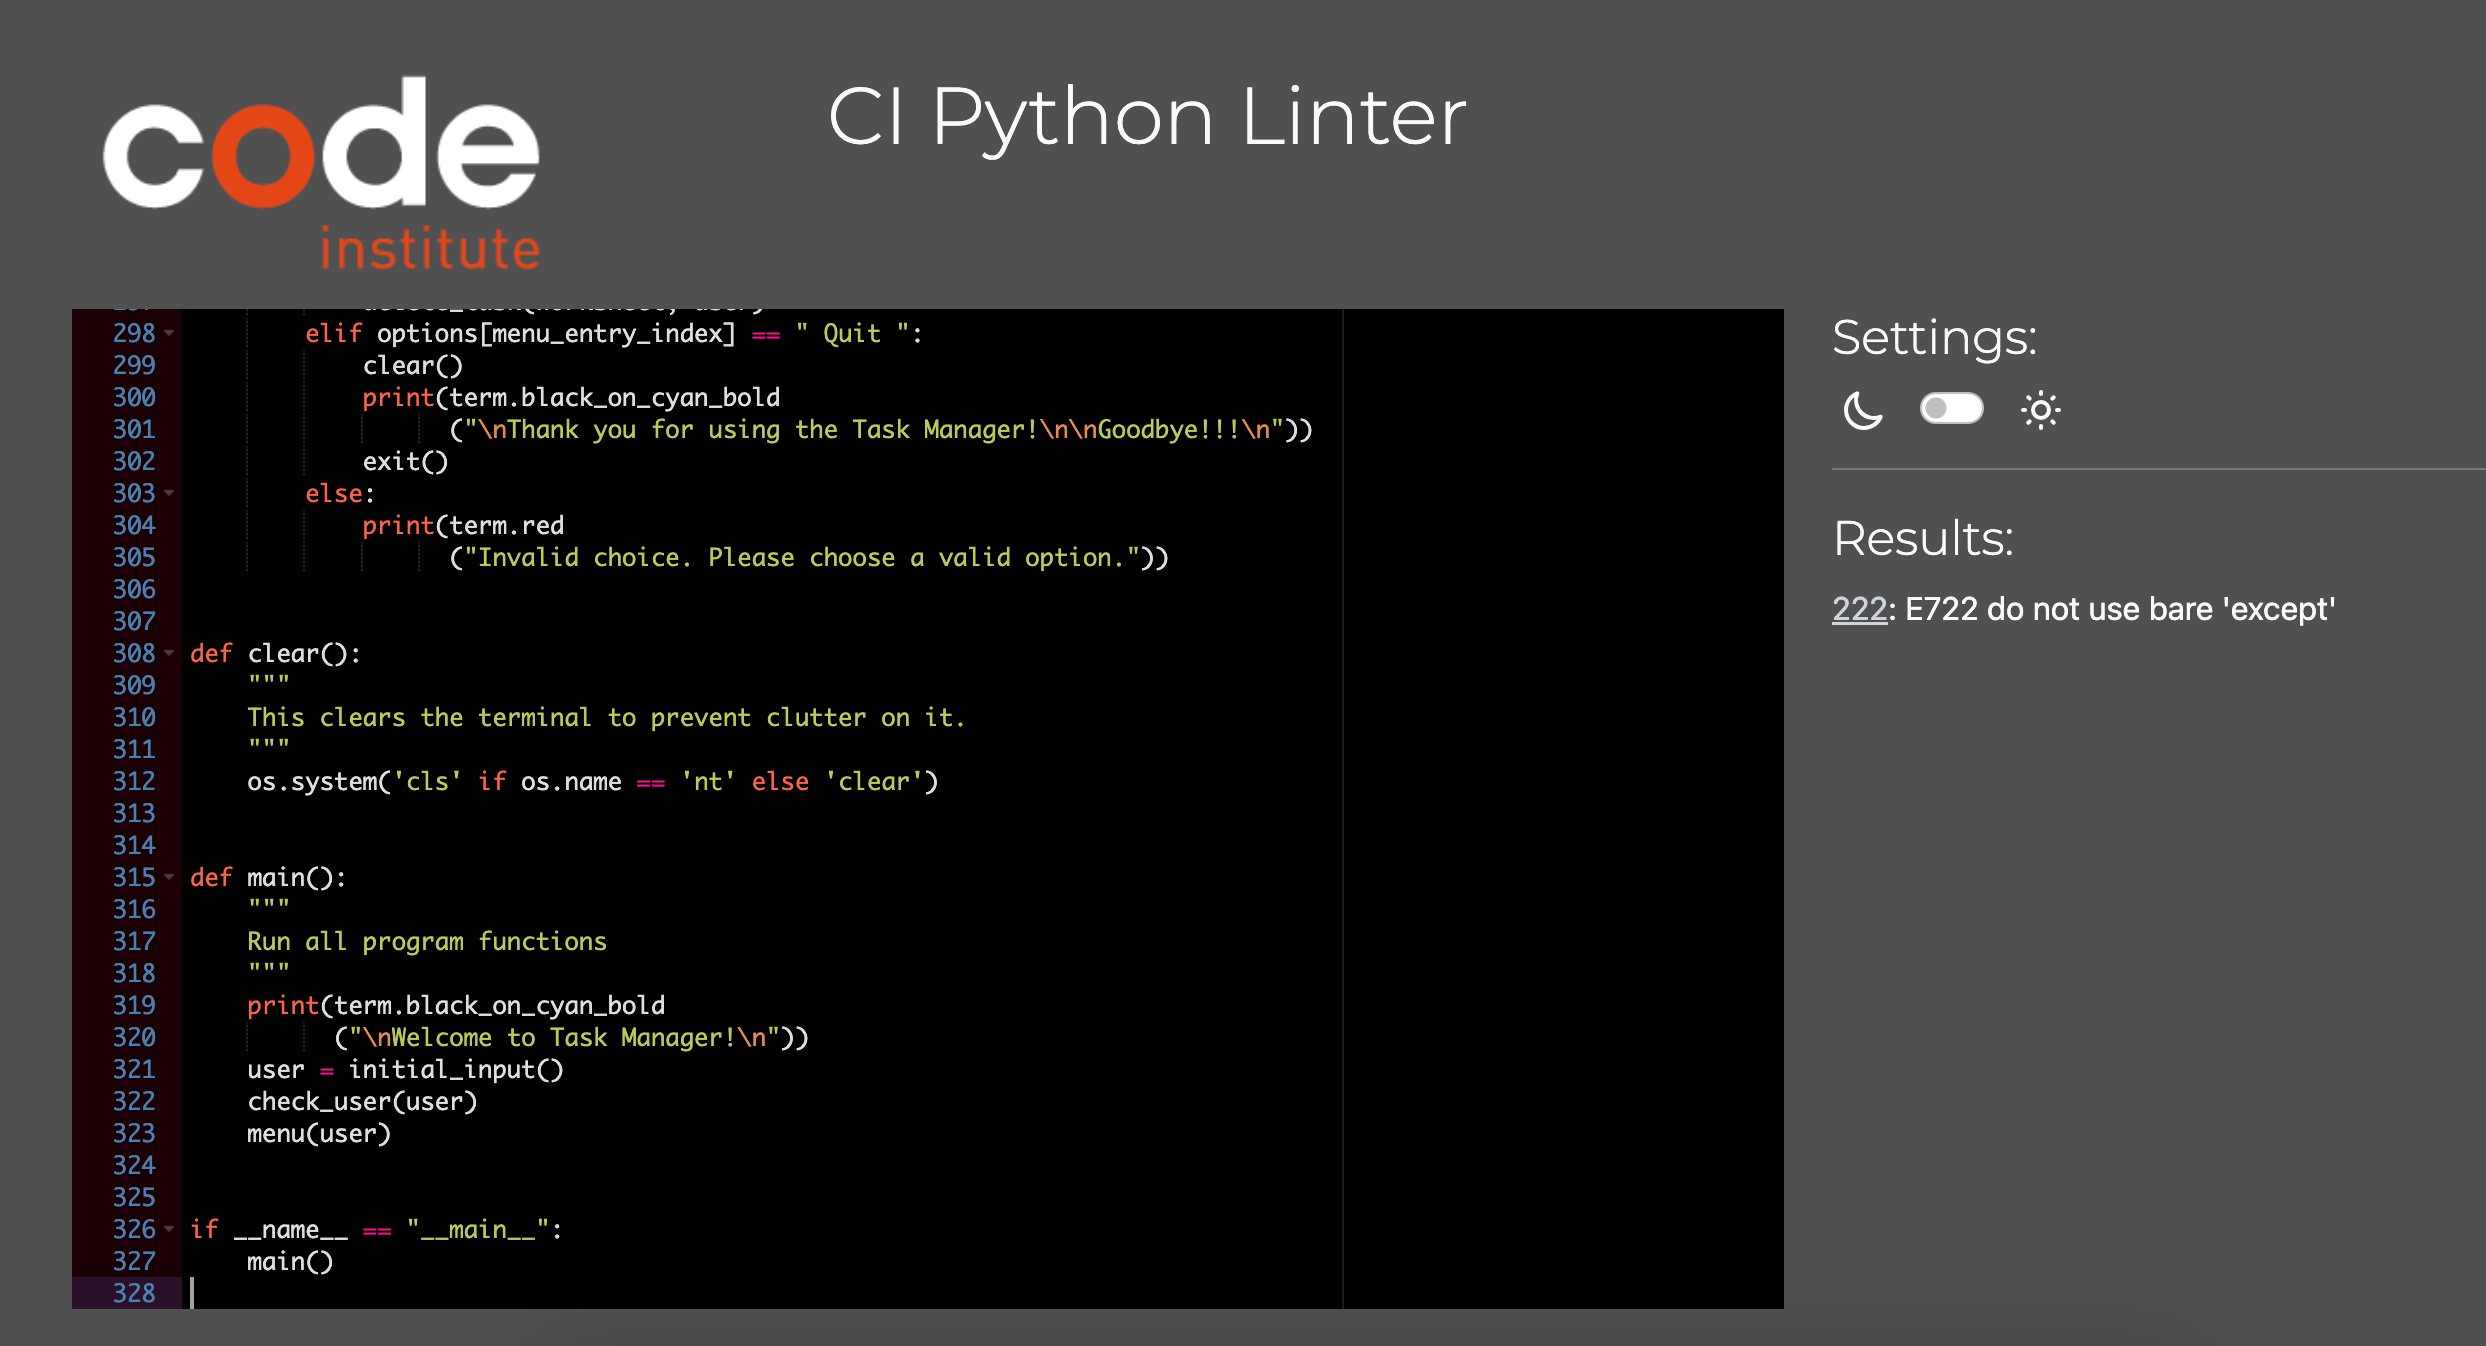 code
institute
CI Python Linter
298 elif options[menu_entry_index] == " Quit ":
299 clear()
300 print(term.black_on_cyan_bold
301 ("\nThank you for using the Task Manager!\n\nGoodbye!!!\n"))
302 exit()
303 else:
304 print(term.red
305 ("Invalid choice. Please choose a valid option."))
306
307
308 def clear():
309 """
310 This clears the terminal to prevent clutter on it.
311 """
312 os.system('cls' if os.name == 'nt' else 'clear')
313
314
315 def main():
316 """
317 Run all program functions
318 """
319 print(term.black_on_cyan_bold
320 ("\nWelcome to Task Manager!\n"))
321 user = initial_input()
322 check_user(user)
323 menu(user)
324
325
326 if __name__ == "__main__":
327 main()
328
Settings:
Results:
222: E722 do not use bare 'except'